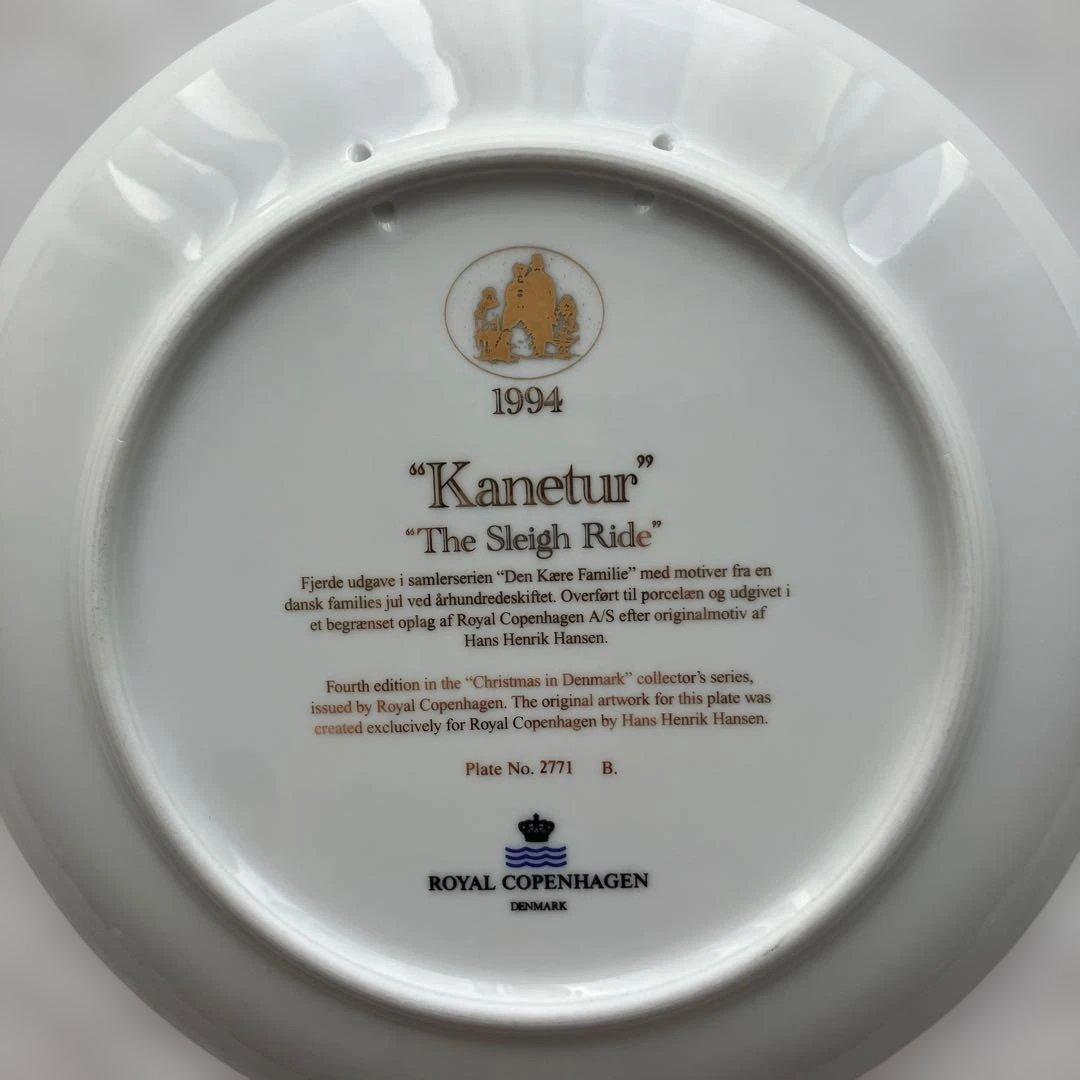 1994
“Kanetur”
“The Sleigh Ride”
Fjerde udgave i samlerserien “Den Kære Familie” med motiver fra en
dansk families jul ved århundredeskiftet. Overført til porcelæn og udgivet i
et begrænset oplag af Royal Copenhagen A/S efter originalmotiv af
Hans Henrik Hansen.
Fourth edition in the “Christmas in Denmark” collector’s series,
issued by Royal Copenhagen. The original artwork for this plate was
created exclucively for Royal Copenhagen by Hans Henrik Hansen.
Plate No. 2771 B.
ROYAL COPENHAGEN
DENMARK